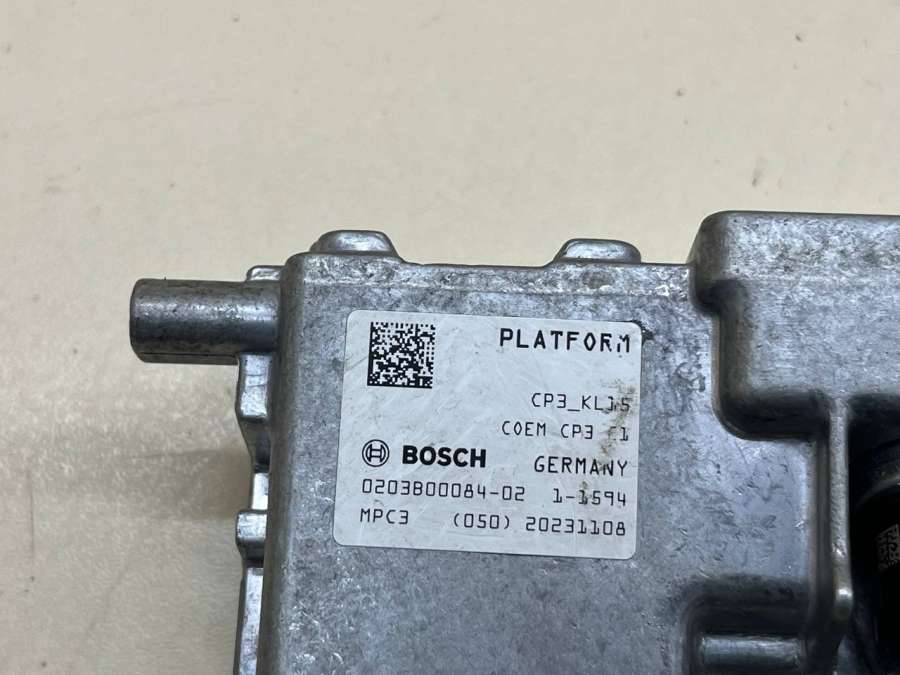 PLATFORM
CP3_KL15
COEM CP3
BOSCH GERMANY
0203B00084-02 1-1594
MPC3 (050) 20231108